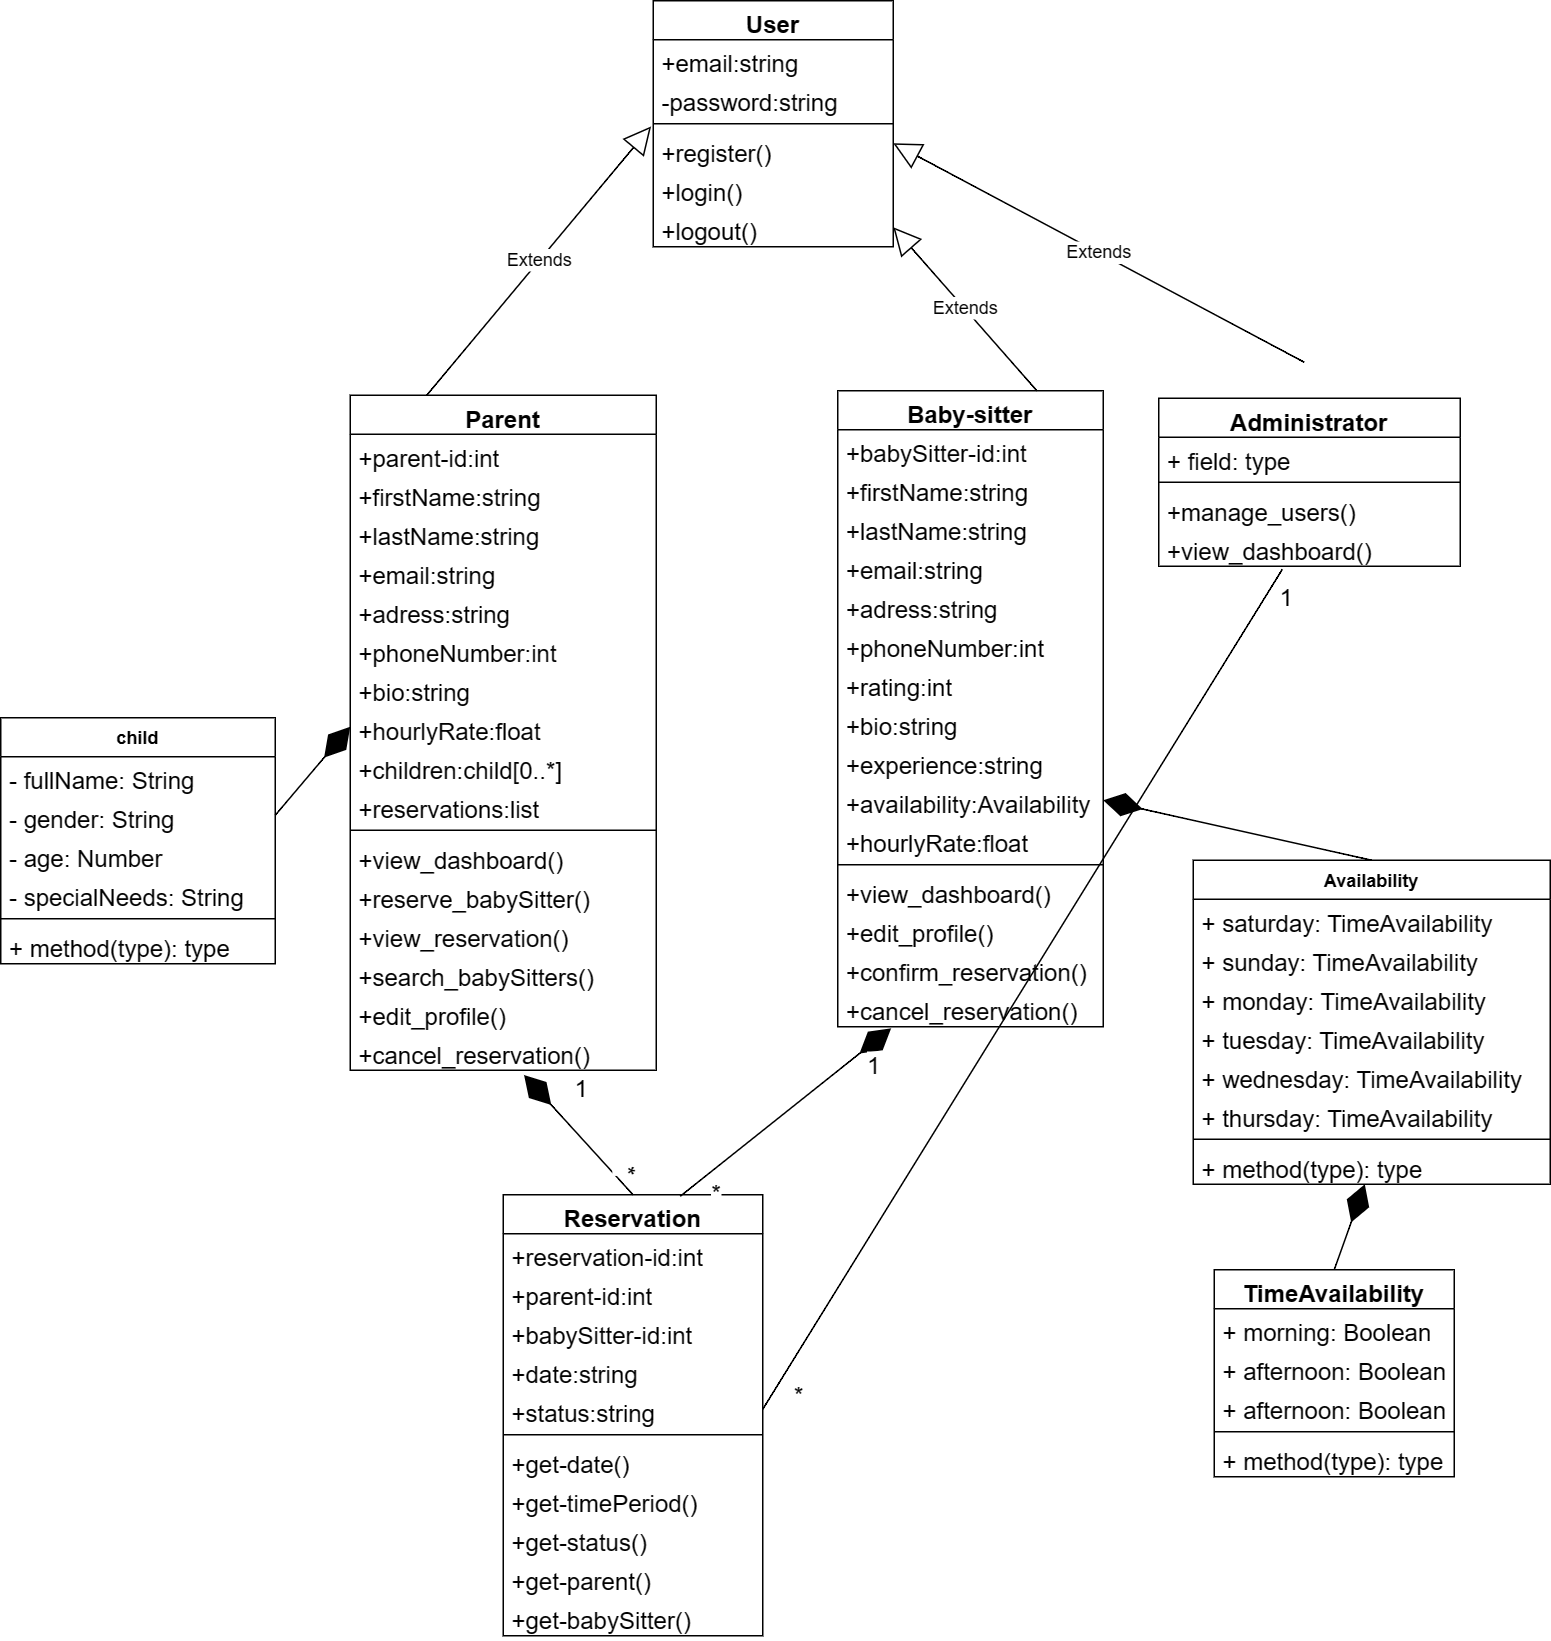 User
+email:string
-password:string
+register()
+login()
+logout()
Extends
Extends
Extends
Parent
+parent-id:int
+firstName:string
+lastName:string
+email:string
+adress:string
+phoneNumber:int
+bio:string
+hourlyRate:float
+children:child[0..*]
+reservations:list
+view_dashboard()
+reserve_babySitter()
+view_reservation()
+search_babySitters()
+edit_profile()
+cancel_reservation()
Baby-sitter
+babySitter-id:int
+firstName:string
+lastName:string
+email:string
+adress:string
+phoneNumber:int
+rating:int
+bio:string
+experience:string
+availability:Availability
+hourlyRate:float
+view_dashboard()
+edit_profile()
+confirm_reservation()
+cancel_reservation()
Administrator
+ field: type
+manage_users()
+view_dashboard()
1
child
- fullName: String
- gender: String
- age: Number
- specialNeeds: String
+ method(type): type
Availability
+ saturday: TimeAvailability
+ sunday: TimeAvailability
+ monday: TimeAvailability
+ tuesday: TimeAvailability
+ wednesday: TimeAvailability
+ thursday: TimeAvailability
+ method(type): type
1
1
*
*
Reservation
+reservation-id:int
+parent-id:int
+babySitter-id:int
+date:string
+status:string
+get-date()
+get-timePeriod()
+get-status()
+get-parent()
+get-babySitter()
*
TimeAvailability
+ morning: Boolean
+ afternoon: Boolean
+ afternoon: Boolean
+ method(type): type